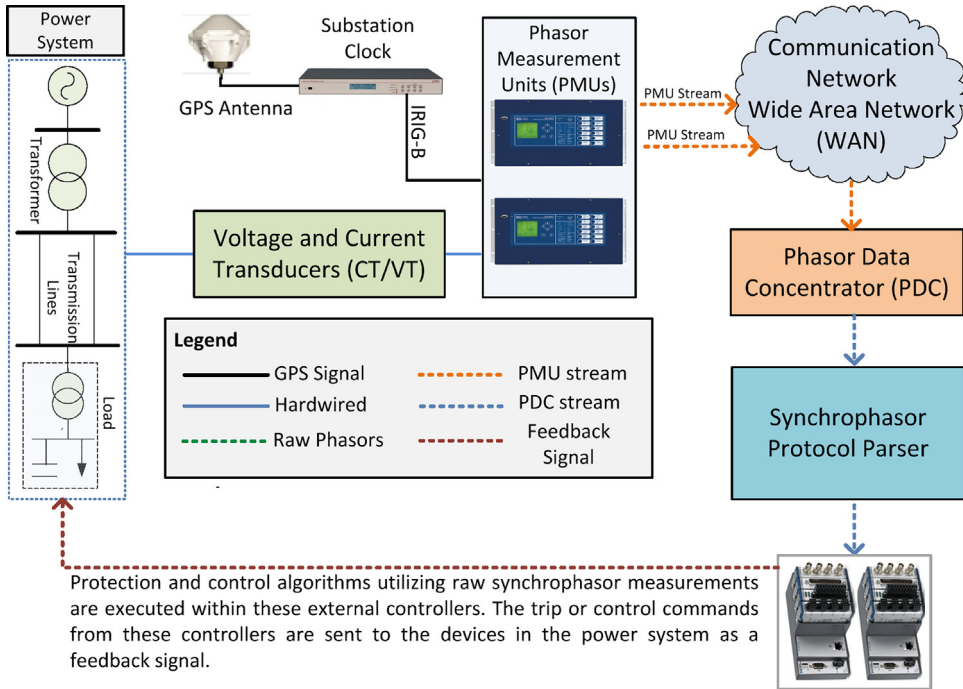 Power
System
Substation
Clock
GPS Antenna
IRIG-B
Phasor
Measurement
Units (PMUs)
PMU Stream
PMU Stream
Communication
Network
Wide Area Network
(WAN)
Transformer
Transmission
Lines
Load
Voltage and Current
Transducers (CT/VT)
Phasor Data
Concentrator (PDC)
Legend
GPS Signal
Hardwired
Raw Phasors
PMU stream
PDC stream
Feedback
Signal
Synchrophasor
Protocol Parser
Protection and control algorithms utilizing raw synchrophasor measurements
are executed within these external controllers. The trip or control commands
from these controllers are sent to the devices in the power system as a
feedback signal.